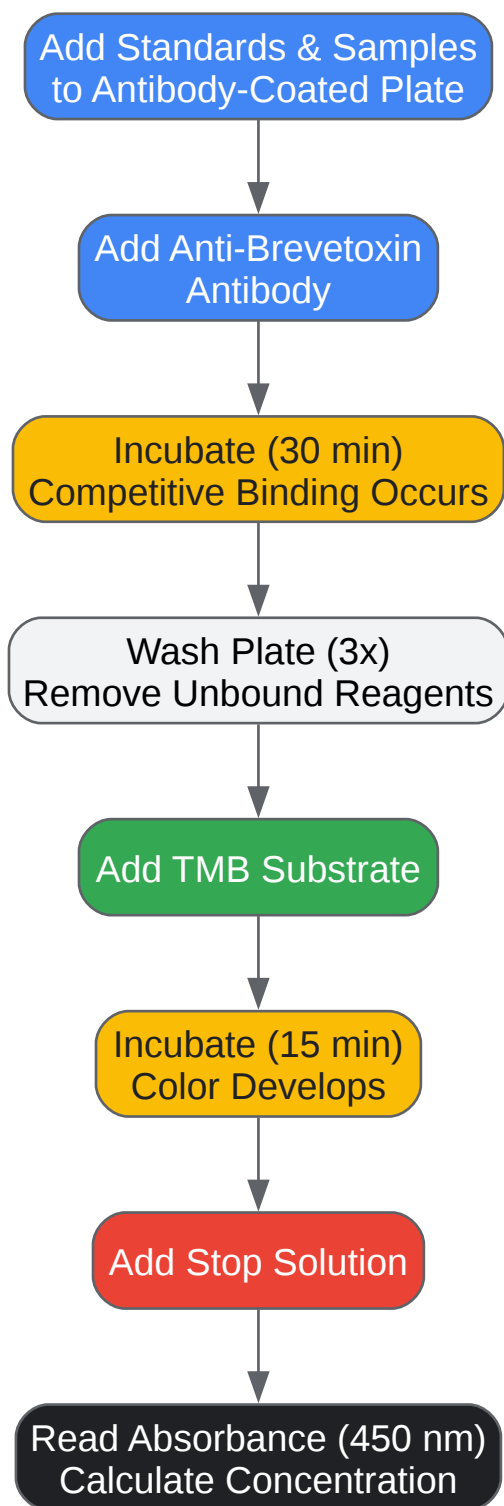 Add Standards & Samples
to Antibody-Coated Plate
Add Anti-Brevetoxin
Antibody
Incubate (30 min)
Competitive Binding Occurs
Wash Plate (3x)
Remove Unbound Reagents
Add TMB Substrate
Incubate (15 min)
Color Develops
Add Stop Solution
Read Absorbance (450 nm)
Calculate Concentration